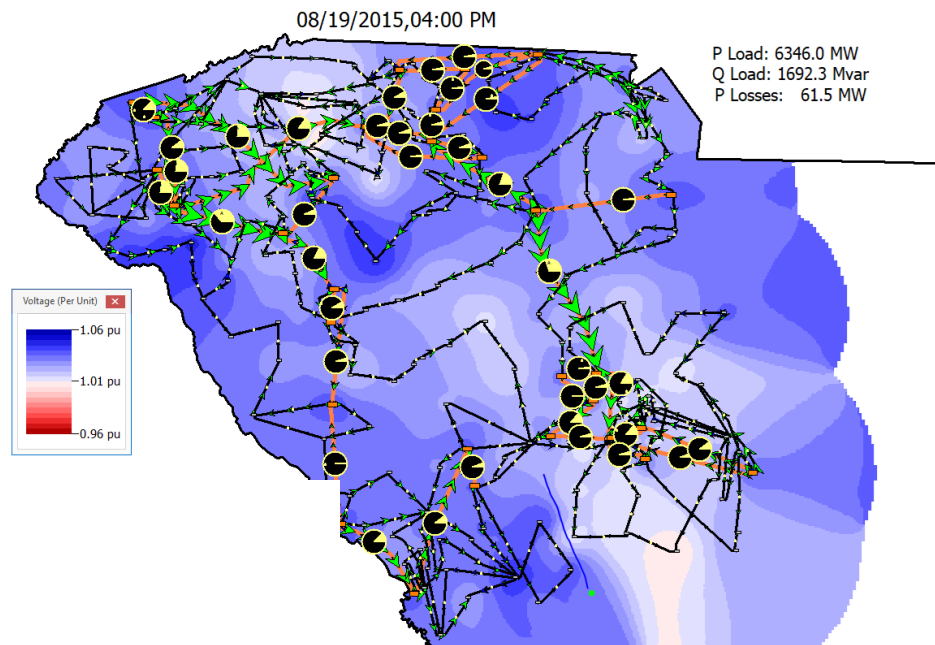 08/19/2015,04:00 PM
P Load: 6346.0 MW
Q Load: 1692.3 Mvar
P Losses: 61.5 MW
Voltage (Per Unit)
1.06 pu
1.01 pu
0.96 pu